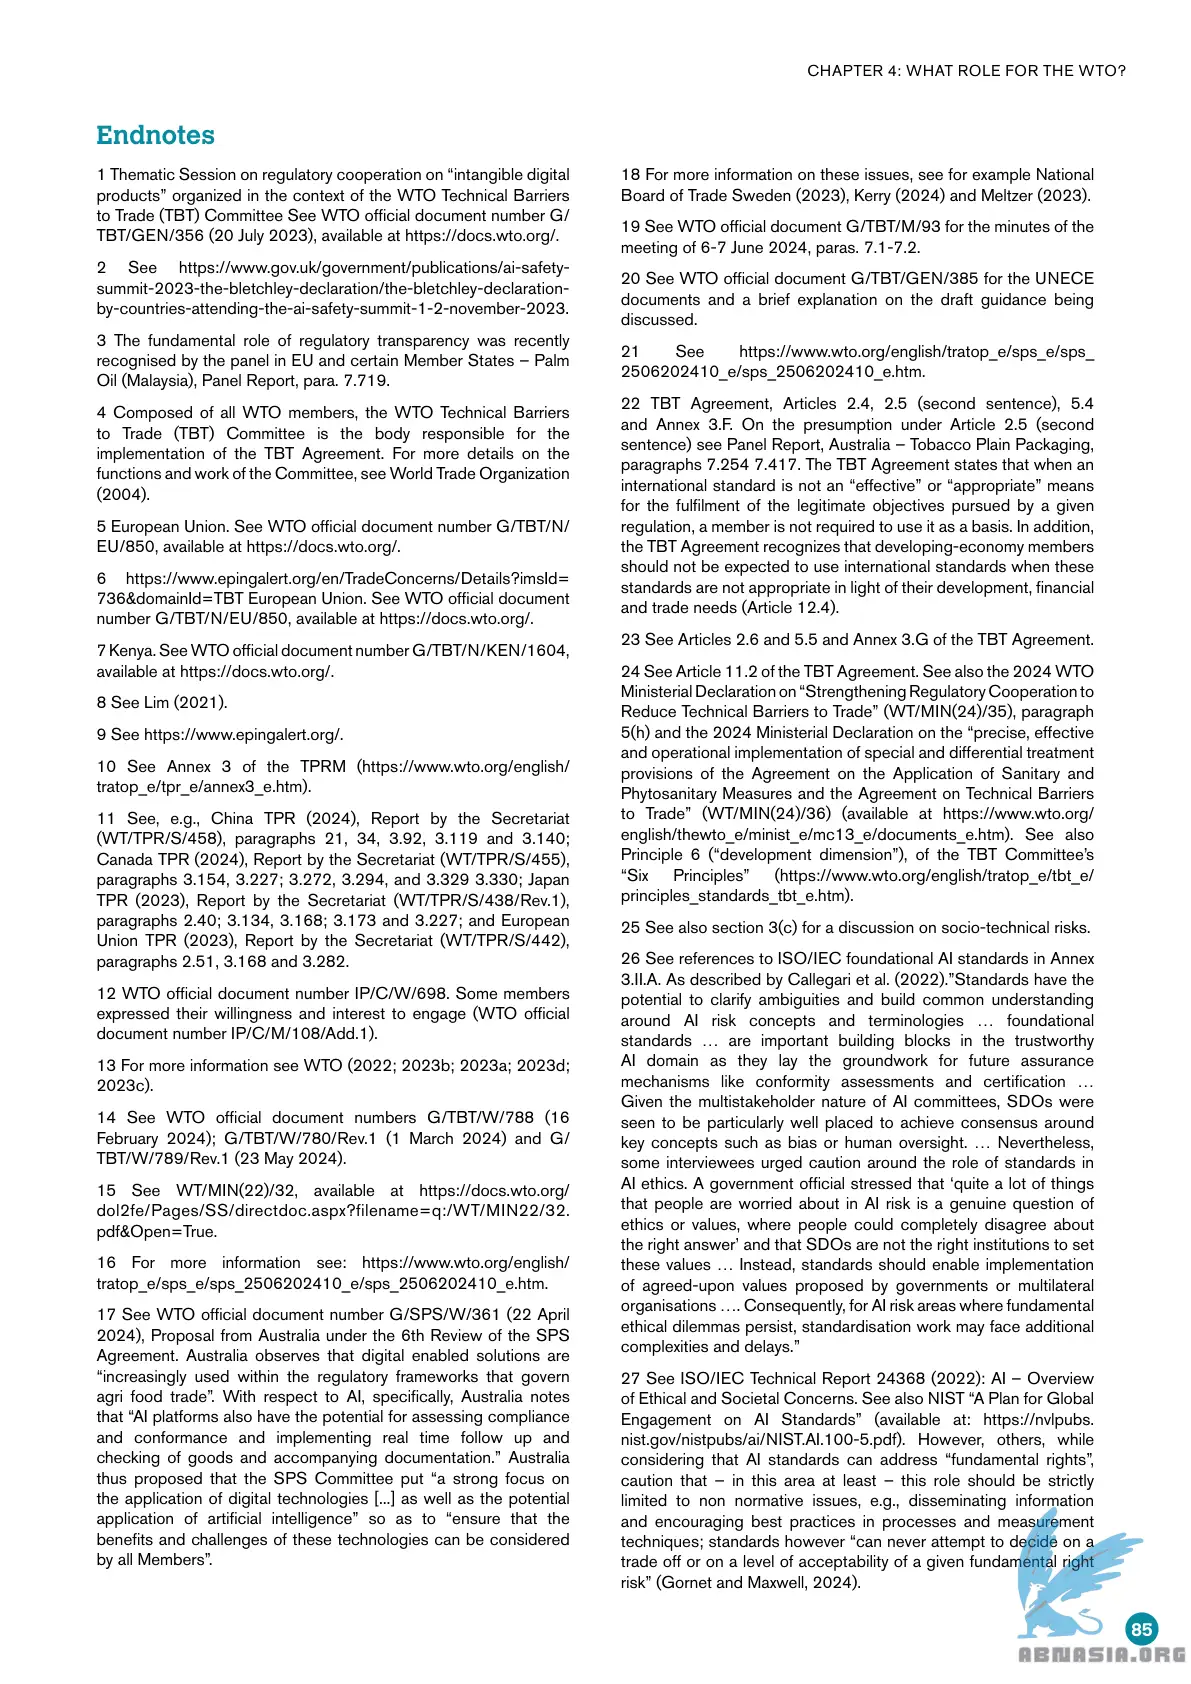 CHAPTER 4: WHAT ROLE FOR THE WTO?
Endnotes
1 Thematic Session on regulatory cooperation on “intangible digital
products” organized in the context of the WTO Technical Barriers
to Trade (TBT) Committee See WTO official document number G/
TBT/GEN/356 (20 July 2023), available at https://docs.wto.org/.
2 See https://www.gov.uk/government/publications/ai-safety-
summit-2023-the-bletchley-declaration/the-bletchley-declaration-
by-countries-attending-the-ai-safety-summit-1-2-november-2023.
3 The fundamental role of regulatory transparency was recently
recognised by the panel in EU and certain Member States – Palm
Oil (Malaysia), Panel Report, para. 7.719.
4 Composed of all WTO members, the WTO Technical Barriers
to Trade (TBT) Committee is the body responsible for the
implementation of the TBT Agreement. For more details on the
functions and work of the Committee, see World Trade Organization
(2004).
5 European Union. See WTO official document number G/TBT/N/
EU/850, available at https://docs.wto.org/.
6 https://www.epingalert.org/en/TradeConcerns/Details?imsId=
736&domainId=TBT European Union. See WTO official document
number G/TBT/N/EU/850, available at https://docs.wto.org/.
7 Kenya. See WTO official document number G/TBT/N/KEN/1604,
available at https://docs.wto.org/.
8 See Lim (2021).
9 See https://www.epingalert.org/.
10 See Annex 3 of the TPRM (https://www.wto.org/english/
tratop_e/tpr_e/annex3_e.htm).
11 See, e.g., China TPR (2024), Report by the Secretariat
(WT/TPR/S/458), paragraphs 21, 34, 3.92, 3.119 and 3.140;
Canada TPR (2024), Report by the Secretariat (WT/TPR/S/455),
paragraphs 3.154, 3.227; 3.272, 3.294, and 3.329 3.330; Japan
TPR (2023), Report by the Secretariat (WT/TPR/S/438/Rev.1),
paragraphs 2.40; 3.134, 3.168; 3.173 and 3.227; and European
Union TPR (2023), Report by the Secretariat (WT/TPR/S/442),
paragraphs 2.51, 3.168 and 3.282.
12 WTO official document number IP/C/W/698. Some members
expressed their willingness and interest to engage (WTO official
document number IP/C/M/108/Add.1).
13 For more information see WTO (2022; 2023b; 2023a; 2023d;
2023c).
14 See WTO official document numbers G/TBT/W/788 (16
February 2024); G/TBT/W/780/Rev.1 (1 March 2024) and G/
TBT/W/789/Rev.1 (23 May 2024).
15 See WT/MIN(22)/32, available at https://docs.wto.org/
dol2fe/Pages/SS/directdoc.aspx?filename=q:/WT/MIN22/32.
pdf&Open=True.
16 For more information see: https://www.wto.org/english/
tratop_e/sps_e/sps_2506202410_e/sps_2506202410_e.htm.
17 See WTO official document number G/SPS/W/361 (22 April
2024), Proposal from Australia under the 6th Review of the SPS
Agreement. Australia observes that digital enabled solutions are
“increasingly used within the regulatory frameworks that govern
agri food trade”. With respect to AI, specifically, Australia notes
that “AI platforms also have the potential for assessing compliance
and conformance and implementing real time follow up and
checking of goods and accompanying documentation.” Australia
thus proposed that the SPS Committee put “a strong focus on
the application of digital technologies [...] as well as the potential
application of artificial intelligence” so as to “ensure that the
benefits and challenges of these technologies can be considered
by all Members”.
18 For more information on these issues, see for example National
Board of Trade Sweden (2023), Kerry (2024) and Meltzer (2023).
19 See WTO official document G/TBT/M/93 for the minutes of the
meeting of 6-7 June 2024, paras. 7.1-7.2.
20 See WTO official document G/TBT/GEN/385 for the UNECE
documents and a brief explanation on the draft guidance being
discussed.
21 See https://www.wto.org/english/tratop_e/sps_e/sps_
2506202410_e/sps_2506202410_e.htm.
22 TBT Agreement, Articles 2.4, 2.5 (second sentence), 5.4
and Annex 3.F. On the presumption under Article 2.5 (second
sentence) see Panel Report, Australia – Tobacco Plain Packaging,
paragraphs 7.254 7.417. The TBT Agreement states that when an
international standard is not an “effective” or “appropriate” means
for the fulfilment of the legitimate objectives pursued by a given
regulation, a member is not required to use it as a basis. In addition,
the TBT Agreement recognizes that developing-economy members
should not be expected to use international standards when these
standards are not appropriate in light of their development, financial
and trade needs (Article 12.4).
23 See Articles 2.6 and 5.5 and Annex 3.G of the TBT Agreement.
24 See Article 11.2 of the TBT Agreement. See also the 2024 WTO
Ministerial Declaration on “Strengthening Regulatory Cooperation to
Reduce Technical Barriers to Trade” (WT/MIN(24)/35), paragraph
5(h) and the 2024 Ministerial Declaration on the “precise, effective
and operational implementation of special and differential treatment
provisions of the Agreement on the Application of Sanitary and
Phytosanitary Measures and the Agreement on Technical Barriers
to Trade” (WT/MIN(24)/36) (available at https://www.wto.org/
english/thewto_e/minist_e/mc13_e/documents_e.htm). See also
Principle 6 (“development dimension”), of the TBT Committee’s
“Six Principles” (https://www.wto.org/english/tratop_e/tbt_e/
principles_standards_tbt_e.htm).
25 See also section 3(c) for a discussion on socio-technical risks.
26 See references to ISO/IEC foundational AI standards in Annex
3.II.A. As described by Callegari et al. (2022).”Standards have the
potential to clarify ambiguities and build common understanding
around AI risk concepts and terminologies … foundational
standards … are important building blocks in the trustworthy
AI domain as they lay the groundwork for future assurance
mechanisms like conformity assessments and certification …
Given the multistakeholder nature of AI committees, SDOs were
seen to be particularly well placed to achieve consensus around
key concepts such as bias or human oversight. … Nevertheless,
some interviewees urged caution around the role of standards in
AI ethics. A government official stressed that ‘quite a lot of things
that people are worried about in AI risk is a genuine question of
ethics or values, where people could completely disagree about
the right answer’ and that SDOs are not the right institutions to set
these values … Instead, standards should enable implementation
of agreed-upon values proposed by governments or multilateral
organisations …. Consequently, for AI risk areas where fundamental
ethical dilemmas persist, standardisation work may face additional
complexities and delays.”
27 See ISO/IEC Technical Report 24368 (2022): AI – Overview
of Ethical and Societal Concerns. See also NIST “A Plan for Global
Engagement on AI Standards” (available at: https://nvlpubs.
nist.gov/nistpubs/ai/NIST.AI.100-5.pdf). However, others, while
considering that AI standards can address “fundamental rights”,
caution that – in this area at least – this role should be strictly
limited to non normative issues, e.g., disseminating information
and encouraging best practices in processes and measurement
techniques; standards however “can never attempt to decide on a
trade off or on a level of acceptability of a given fundamental right
risk” (Gornet and Maxwell, 2024).
85
ABNASIA.ORG